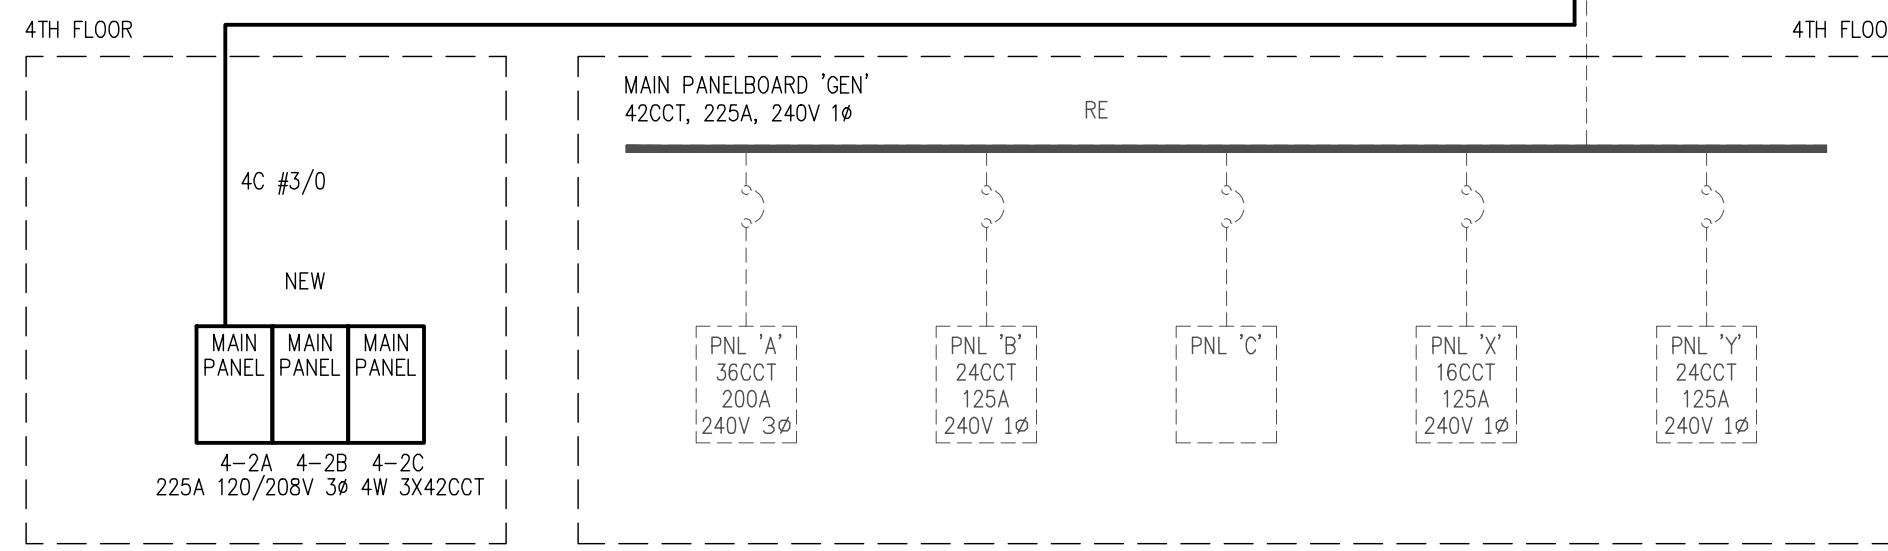 4TH FLOOR
4C #3/0
NEW
MAIN PANEL
MAIN PANEL
MAIN PANEL
4-2A 4-2B 4-2C
225A 120/208V 3ø 4W 3X42CCT
4TH FLOO
MAIN PANELBOARD 'GEN'
42CCT, 225A, 240V 1ø
RE
PNL 'A'
36CCT
200A
240V 3ø
PNL 'B'
24CCT
125A
240V 1ø
PNL 'C'
PNL 'X'
16CCT
125A
240V 1ø
PNL 'Y'
24CCT
125A
240V 1ø